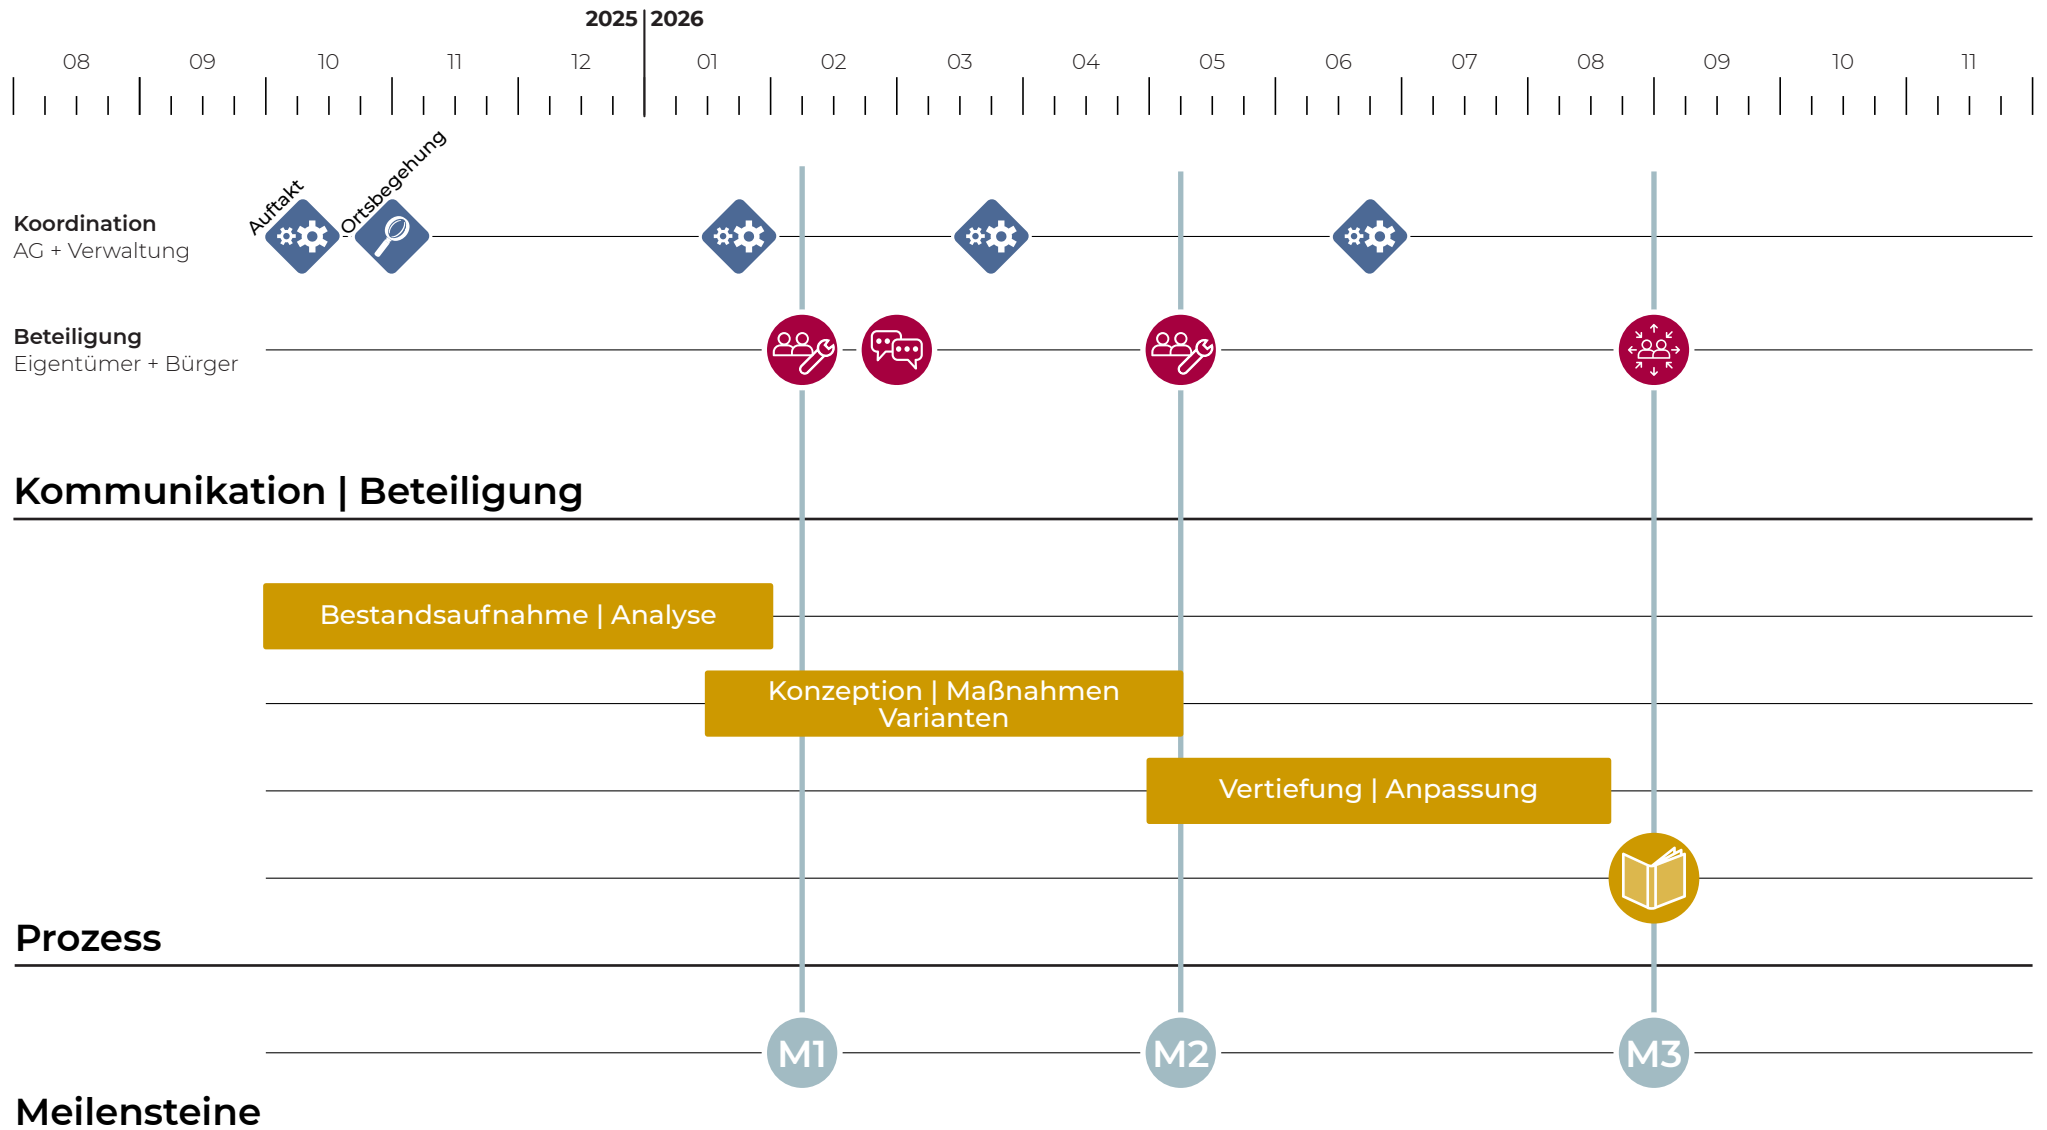 2025 | 2026
08 09 10 11 12 01 02 03 04 05 06 07 08 09 10 11
Auftakt
Ortsbegehung
Koordination
AG + Verwaltung
Beteiligung
Eigentümer + Bürger
Kommunikation | Beteiligung
Bestandsaufnahme | Analyse
Konzeption | Maßnahmen
Varianten
Vertiefung | Anpassung
Prozess
M1 M2 M3
Meilensteine